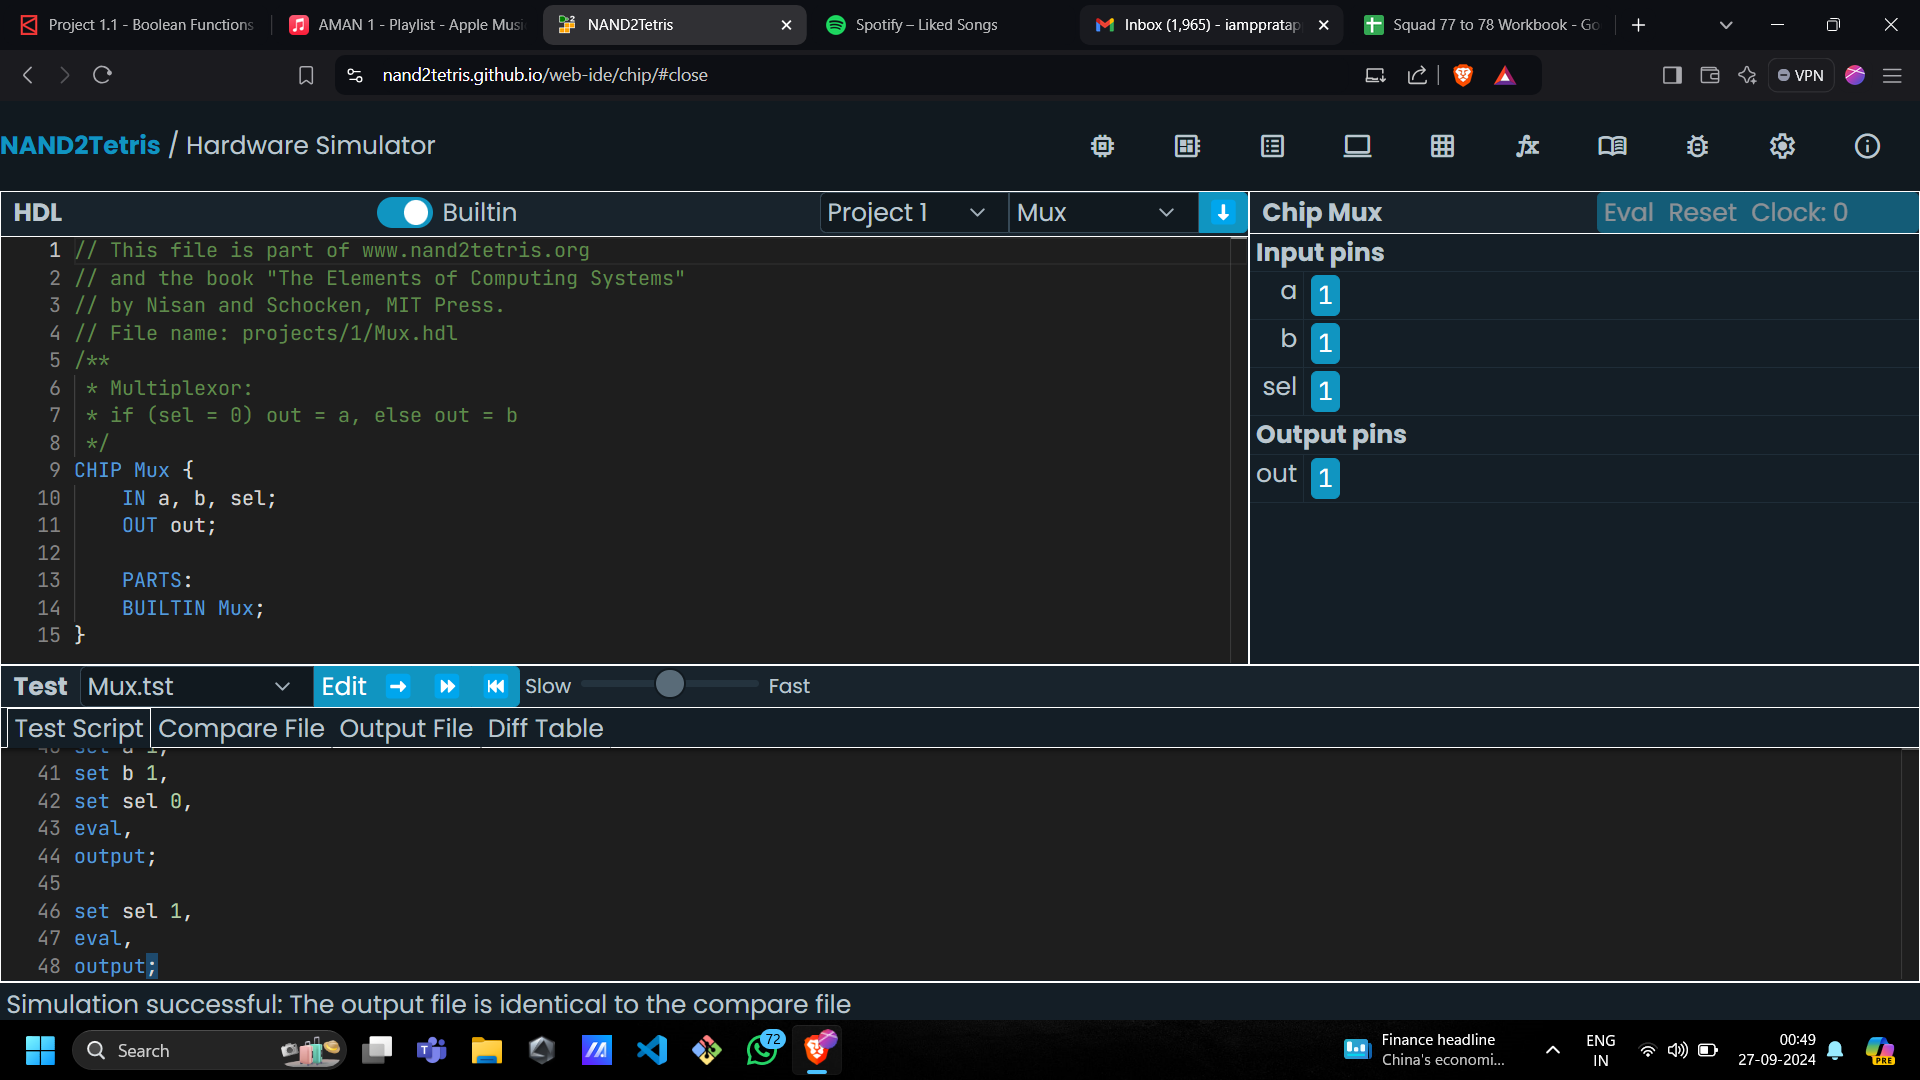 Project 1.1 - Boolean Functions
AMAN 1 - Playlist - Apple Musi
NAND2Tetris
Spotify – Liked Songs
Inbox (1,965) - iamppratap
Squad 77 to 78 Workbook - Go
nand2tetris.github.io/web-ide/chip/#close
VPN
NAND2Tetris / Hardware Simulator
HDL
Builtin
Project 1
Mux
Chip Mux
Eval Reset Clock: 0
1 // This file is part of www.nand2tetris.org
2 // and the book "The Elements of Computing Systems"
3 // by Nisan and Schocken, MIT Press.
4 // File name: projects/1/Mux.hdl
5 /**
6 * Multiplexor:
7 * if (sel = 0) out = a, else out = b
8 */
9 CHIP Mux {
10 IN a, b, sel;
11 OUT out;
12
13 PARTS:
14 BUILTIN Mux;
15 }
Input pins
a 1
b 1
sel 1
Output pins
out 1
Test Mux.tst Edit Slow Fast
Test Script Compare File Output File Diff Table
40 set a 1,
41 set b 1,
42 set sel 0,
43 eval,
44 output;
45
46 set sel 1,
47 eval,
48 output;
Simulation successful: The output file is identical to the compare file
Search
72
Finance headline
China's economi...
ENG
IN
00:49
27-09-2024
PRE